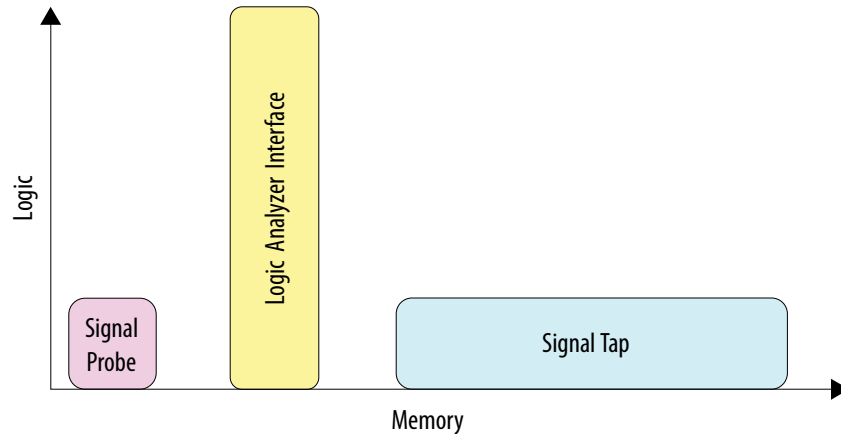 Logic
Signal
Probe
Logic Analyzer Interface
Signal Tap
Memory